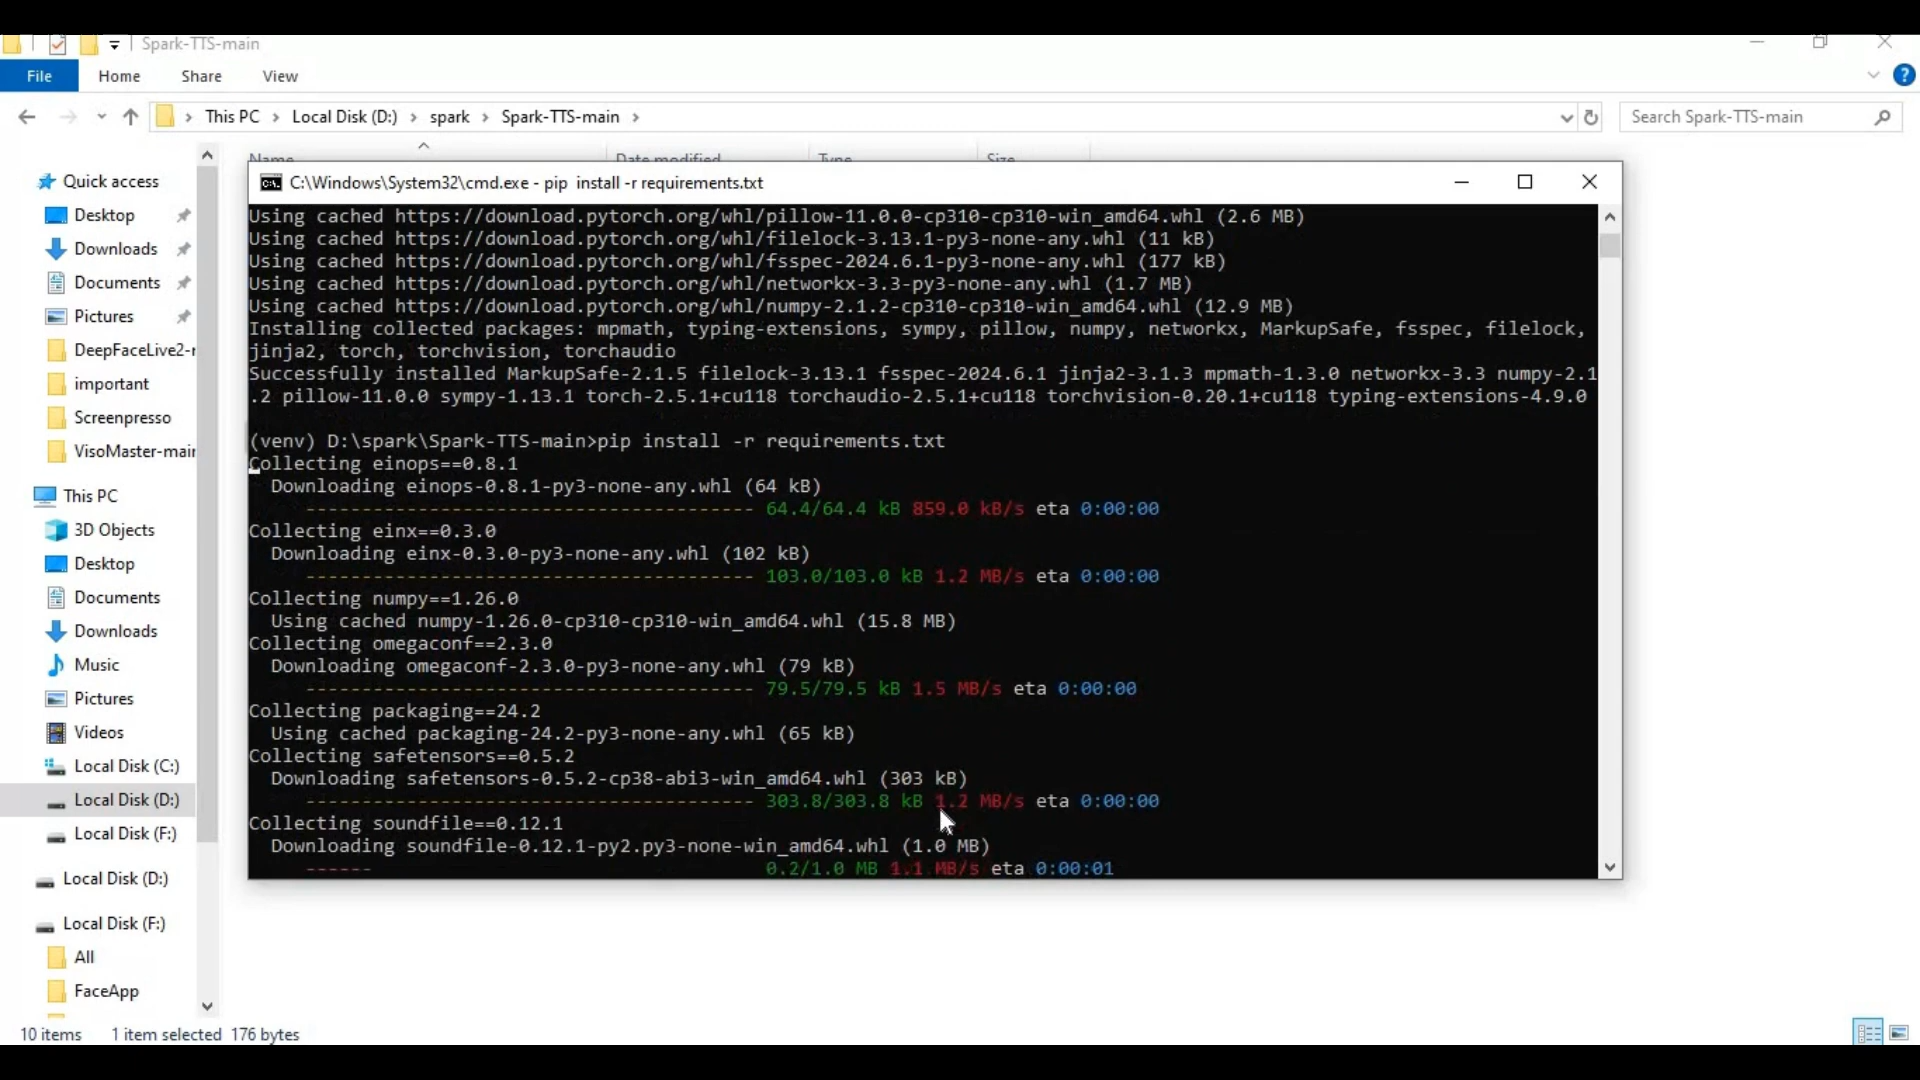 Spark-TTS-main
File Home Share View
This PC Local Disk (D:) spark Spark-TTS-main
Search Spark-TTS-main
Name Date modified Type Size
Quick access
Desktop
Downloads
Documents
Pictures
DeepFaceLive2-r
important
Screenpresso
VisoMaster-mair
This PC
3D Objects
Desktop
Documents
Downloads
Music
Pictures
Videos
Local Disk (C:)
Local Disk (D:)
Local Disk (F:)
Local Disk (D:)
Local Disk (F:)
All
FaceApp
C:\Windows\System32\cmd.exe - pip  install -r requirements.txt
Using cached https://download.pytorch.org/whl/pillow-11.0.0-cp310-cp310-win_amd64.whl (2.6 MB)
Using cached https://download.pytorch.org/whl/filelock-3.13.1-py3-none-any.whl (11 kB)
Using cached https://download.pytorch.org/whl/fsspec-2024.6.1-py3-none-any.whl (177 kB)
Using cached https://download.pytorch.org/whl/networkx-3.3-py3-none-any.whl (1.7 MB)
Using cached https://download.pytorch.org/whl/numpy-2.1.2-cp310-cp310-win_amd64.whl (12.9 MB)
Installing collected packages: mpmath, typing-extensions, sympy, pillow, numpy, networkx, MarkupSafe, fsspec, filelock,
jinja2, torch, torchvision, torchaudio
Successfully installed MarkupSafe-2.1.5 filelock-3.13.1 fsspec-2024.6.1 jinja2-3.1.3 mpmath-1.3.0 networkx-3.3 numpy-2.1
.2 pillow-11.0.0 sympy-1.13.1 torch-2.5.1+cu118 torchaudio-2.5.1+cu118 torchvision-0.20.1+cu118 typing-extensions-4.9.0
(venv) D:\spark\Spark-TTS-main>pip install -r requirements.txt
Collecting einops==0.8.1
Downloading einops-0.8.1-py3-none-any.whl (64 kB)
---------------------------------------- 64.4/64.4 kB 859.0 kB/s eta 0:00:00
Collecting einx==0.3.0
Downloading einx-0.3.0-py3-none-any.whl (102 kB)
---------------------------------------- 103.0/103.0 kB 1.2 MB/s eta 0:00:00
Collecting numpy==1.26.0
Using cached numpy-1.26.0-cp310-cp310-win_amd64.whl (15.8 MB)
Collecting omegaconf==2.3.0
Downloading omegaconf-2.3.0-py3-none-any.whl (79 kB)
---------------------------------------- 79.5/79.5 kB 1.5 MB/s eta 0:00:00
Collecting packaging==24.2
Using cached packaging-24.2-py3-none-any.whl (65 kB)
Collecting safetensors==0.5.2
Downloading safetensors-0.5.2-cp38-abi3-win_amd64.whl (303 kB)
---------------------------------------- 303.8/303.8 kB 1.2 MB/s eta 0:00:00
Collecting soundfile==0.12.1
Downloading soundfile-0.12.1-py2.py3-none-win_amd64.whl (1.0 MB)
------ 0.2/1.0 MB 1.1 MB/s eta 0:00:01
10 items 1 item selected 176 bytes